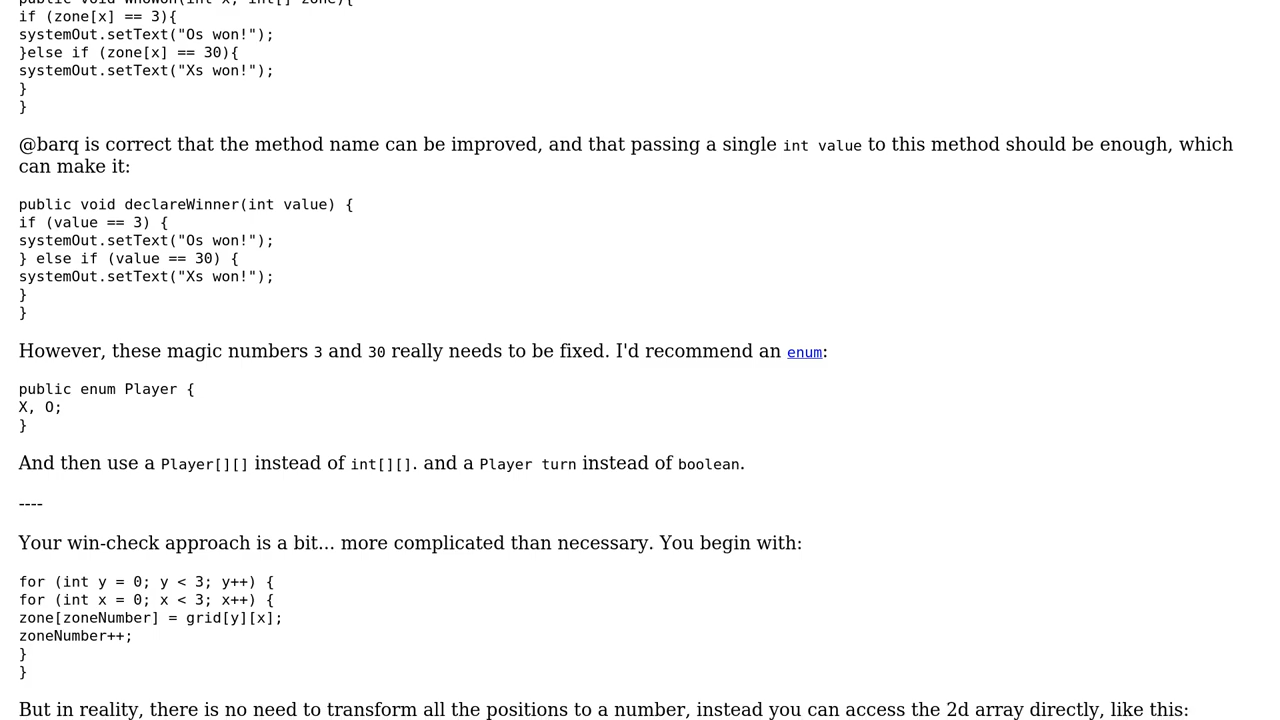 public void whoWon(int x, int[] zone){
if (zone[x] == 3){
systemOut.setText("Os won!");
}else if (zone[x] == 30){
systemOut.setText("Xs won!");
}
}
@barq is correct that the method name can be improved, and that passing a single int value to this method should be enough, which
can make it:
public void declareWinner(int value) {
if (value == 3) {
systemOut.setText("Os won!");
} else if (value == 30) {
systemOut.setText("Xs won!");
}
}
However, these magic numbers 3 and 30 really needs to be fixed. I'd recommend an enum:
public enum Player {
X, O;
}
And then use a Player[][] instead of int[][]. and a Player turn instead of boolean.
----
Your win-check approach is a bit... more complicated than necessary. You begin with:
for (int y = 0; y < 3; y++) {
for (int x = 0; x < 3; x++) {
zone[zoneNumber] = grid[y][x];
zoneNumber++;
}
}
But in reality, there is no need to transform all the positions to a number, instead you can access the 2d array directly, like this: